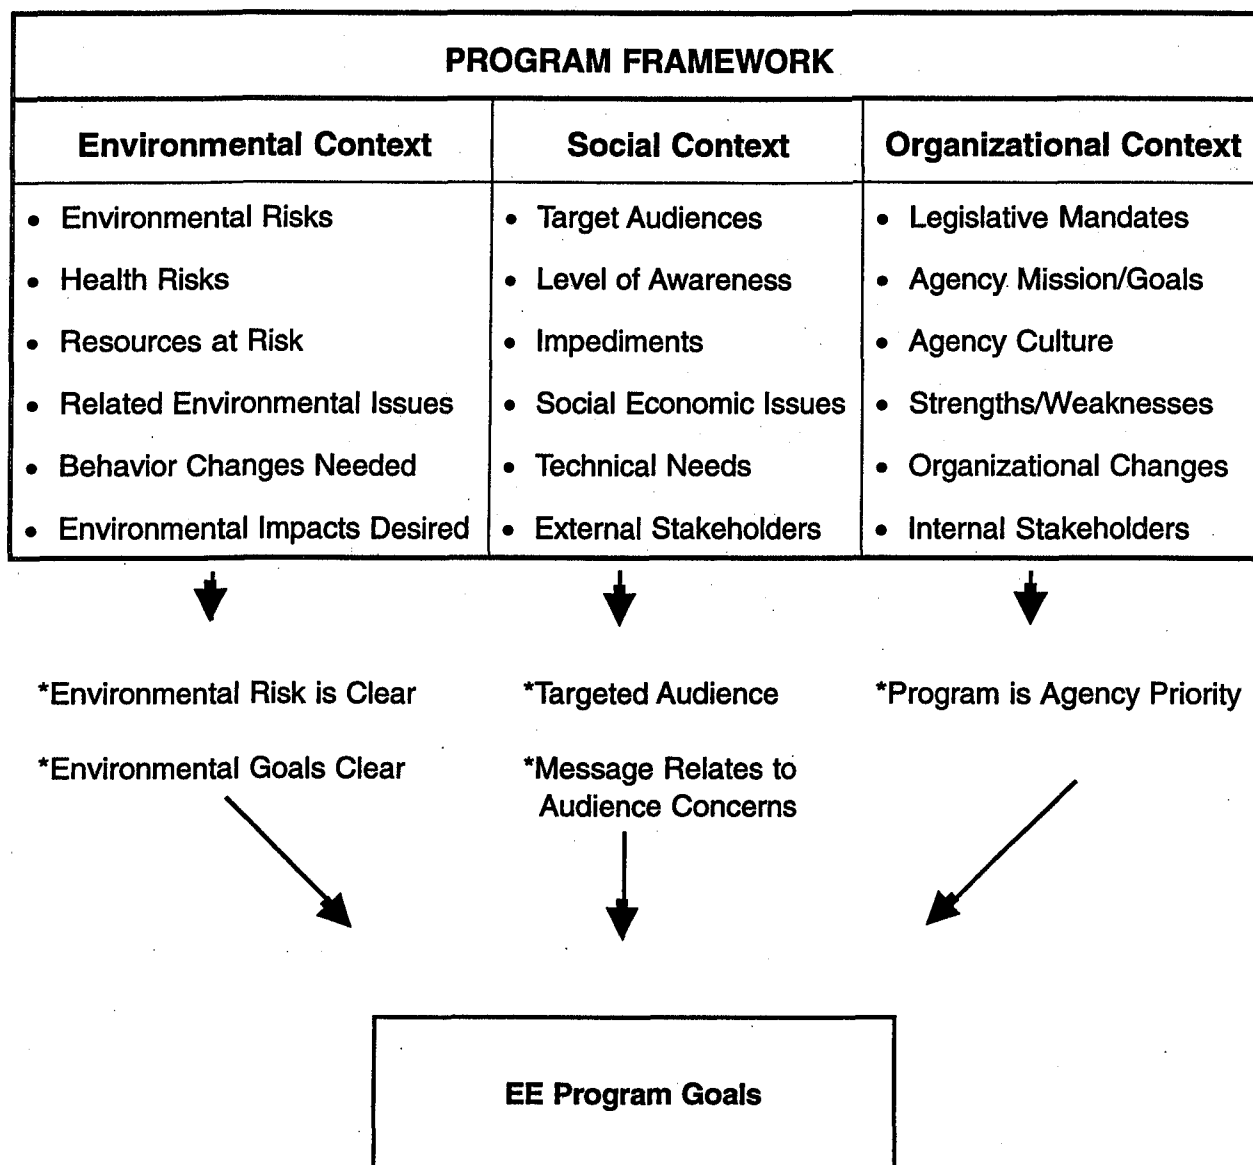 PROGRAM FRAMEWORK
Environmental Context
• Environmental Risks
• Health Risks
• Resources at Risk
• Related Environmental Issues
• Behavior Changes Needed
• Environmental Impacts Desired
Social Context
• Target Audiences
• Level of Awareness
• Impediments
• Social Economic Issues
• Technical Needs
• External Stakeholders
Organizational Context
• Legislative Mandates
• Agency Mission/Goals
• Agency Culture
• Strengths/Weaknesses
• Organizational Changes
• Internal Stakeholders
*Environmental Risk is Clear
*Environmental Goals Clear
*Targeted Audience
*Message Relates to
Audience Concerns
*Program is Agency Priority
EE Program Goals